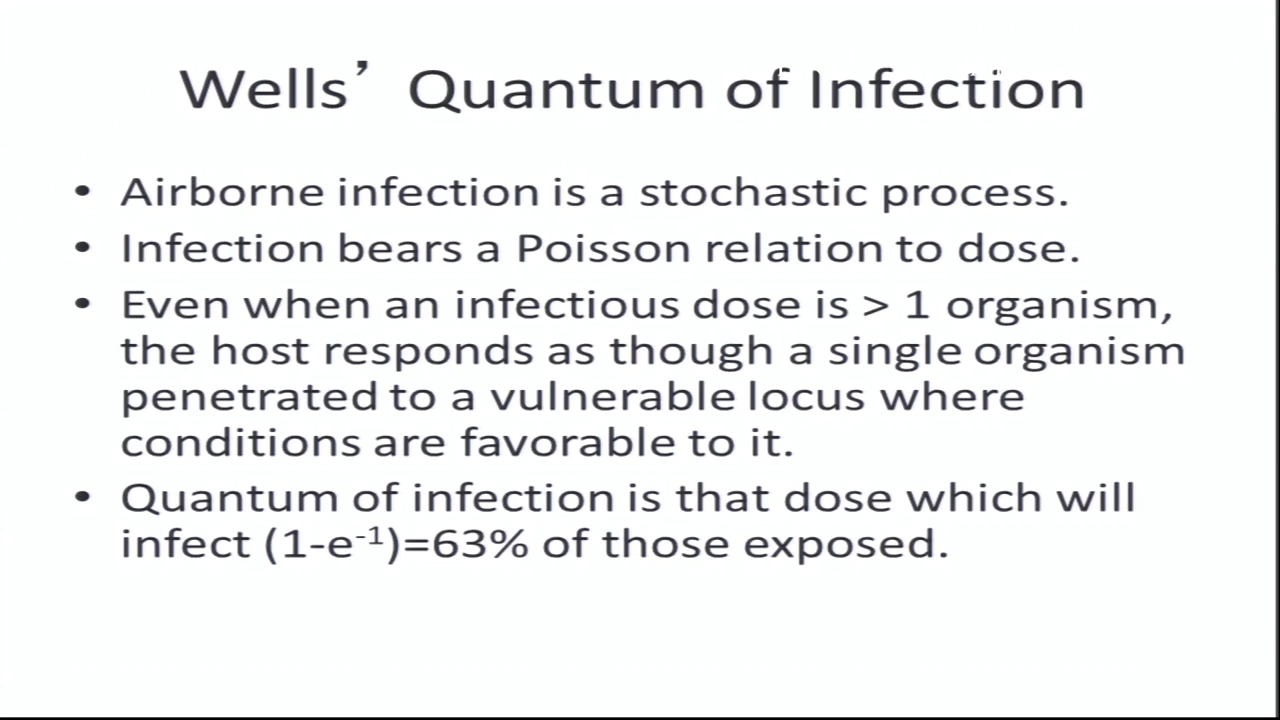 Wells’ Quantum of Infection
• Airborne infection is a stochastic process.
• Infection bears a Poisson relation to dose.
• Even when an infectious dose is > 1 organism,
the host responds as though a single organism
penetrated to a vulnerable locus where
conditions are favorable to it.
• Quantum of infection is that dose which will
infect (1-e⁻¹)=63% of those exposed.